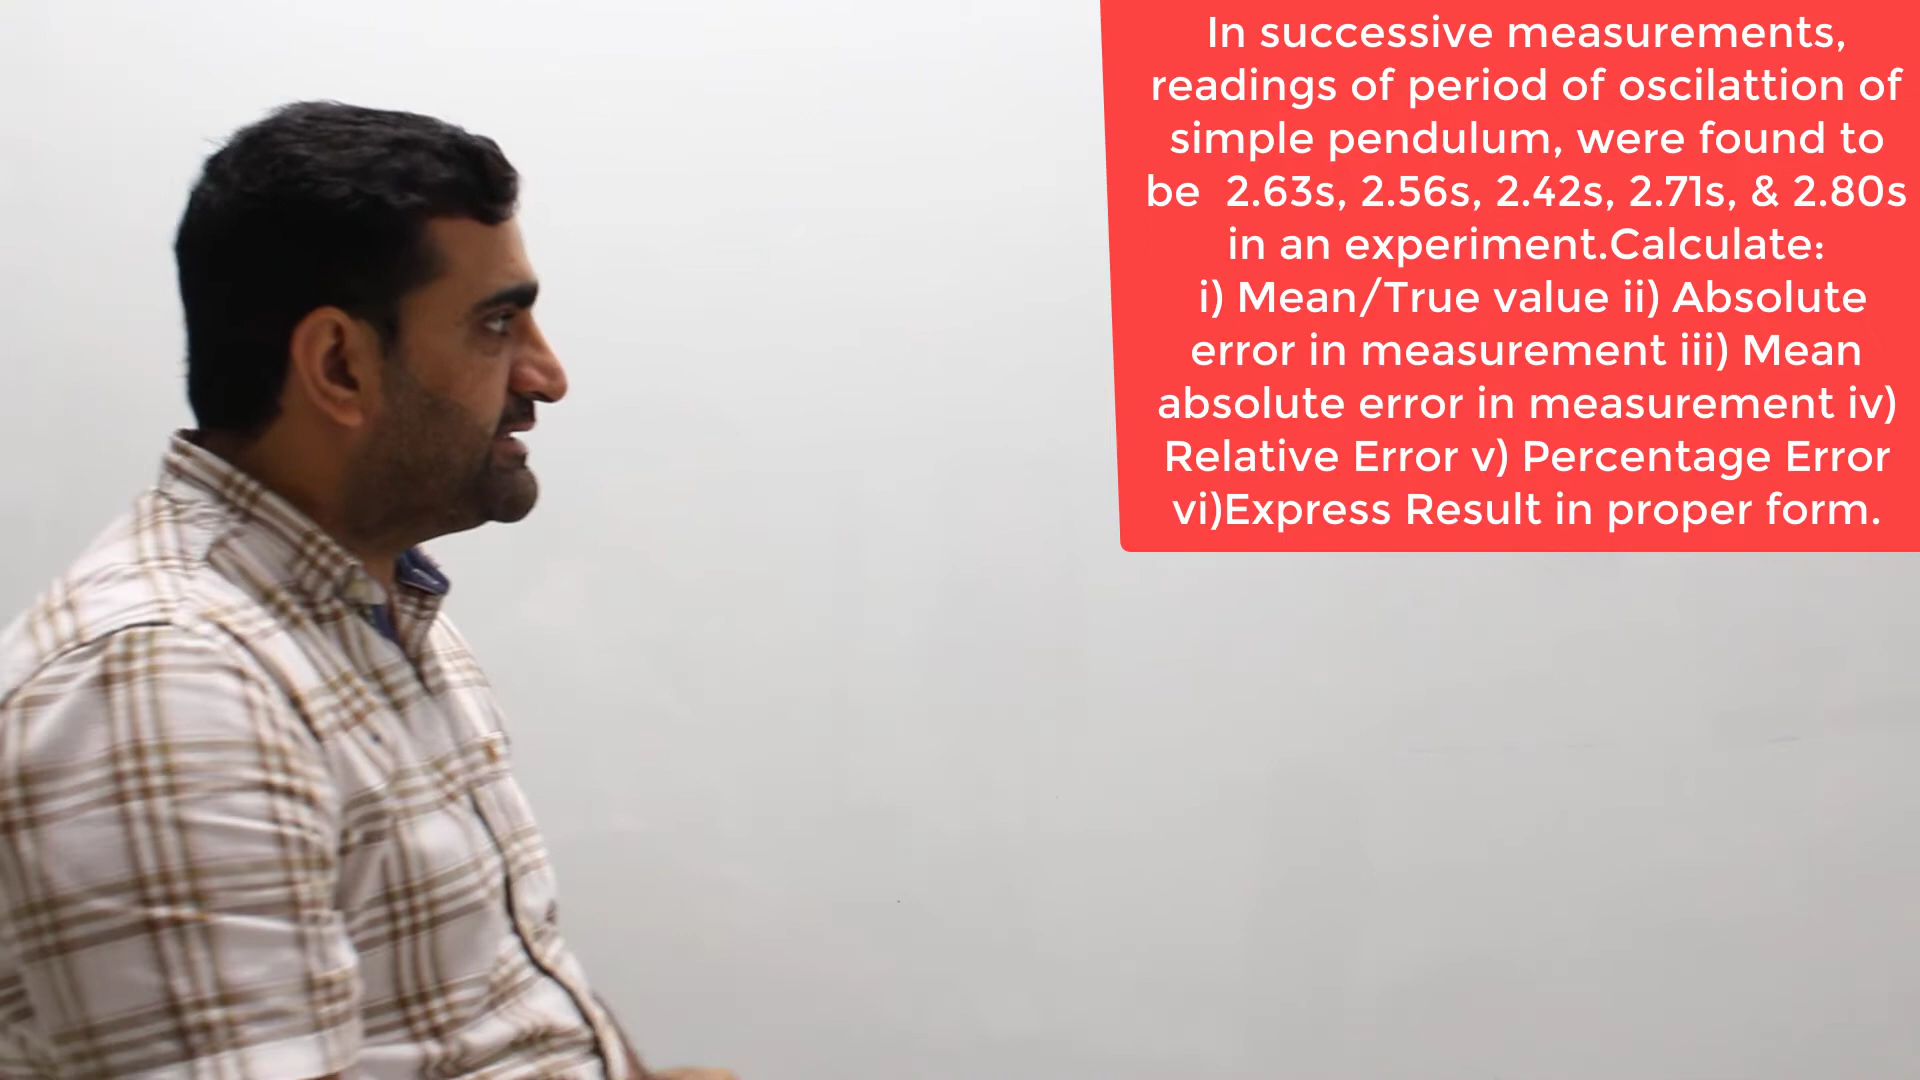 In successive measurements,
readings of period of oscilattion of
simple pendulum, were found to
be  2.63s, 2.56s, 2.42s, 2.71s, & 2.80s
in an experiment.Calculate:
i) Mean/True value ii) Absolute
error in measurement iii) Mean
absolute error in measurement iv)
Relative Error v) Percentage Error
vi)Express Result in proper form.